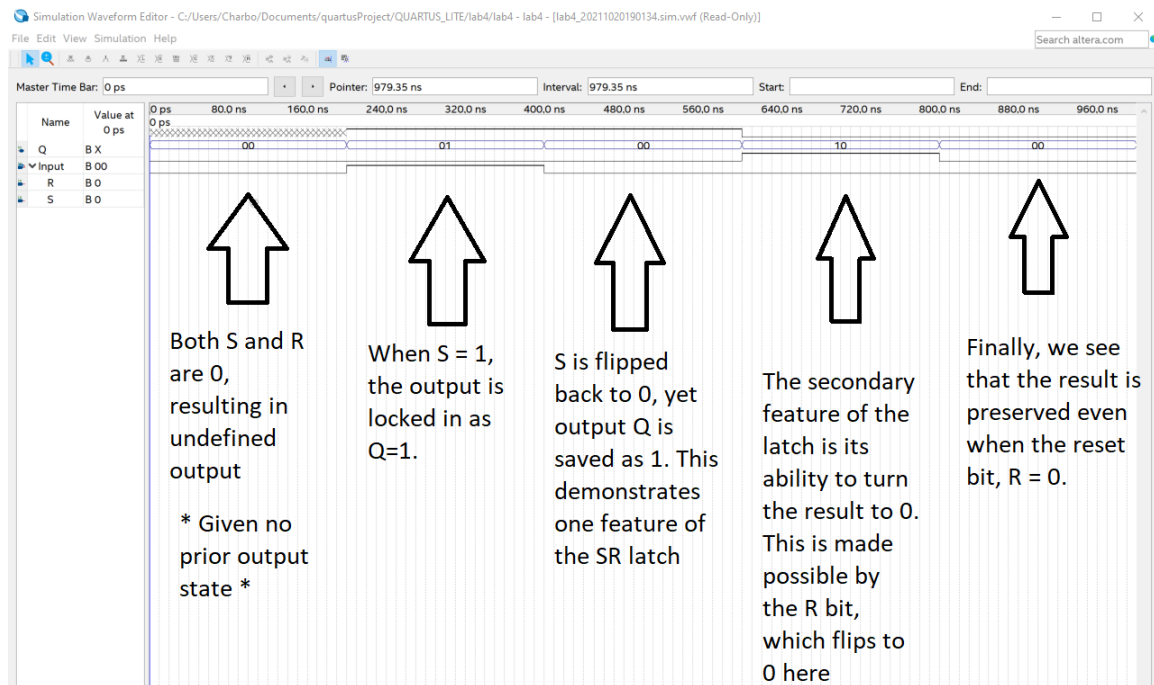 Simulation Waveform Editor - C:/Users/Charbo/Documents/quartusProject/QUARTUS_LITE/lab4/lab4 - lab4 - [lab4_20211020190134.sim.vwf (Read-Only)]
File Edit View Simulation Help
Search altera.com
Master Time Bar: 0 ps
Pointer: 979.35 ns
Interval: 979.35 ns
Start:
End:
Name
Value at
0 ps
0 ps 80.0 ns 160.0 ns 240.0 ns 320.0 ns 400.0 ns 480.0 ns 560.0 ns 640.0 ns 720.0 ns 800.0 ns 880.0 ns 960.0 ns
0 ps
Q B X
Input B 00
R B 0
S B 0
00 01 00 10 00
Both S and R
are 0,
resulting in
undefined
output
* Given no
prior output
state *
When S = 1,
the output is
locked in as
Q=1.
S is flipped
back to 0, yet
output Q is
saved as 1. This
demonstrates
one feature of
the SR latch
The secondary
feature of the
latch is its
ability to turn
the result to 0.
This is made
possible by
the R bit,
which flips to
0 here
Finally, we see
that the result is
preserved even
when the reset
bit, R = 0.